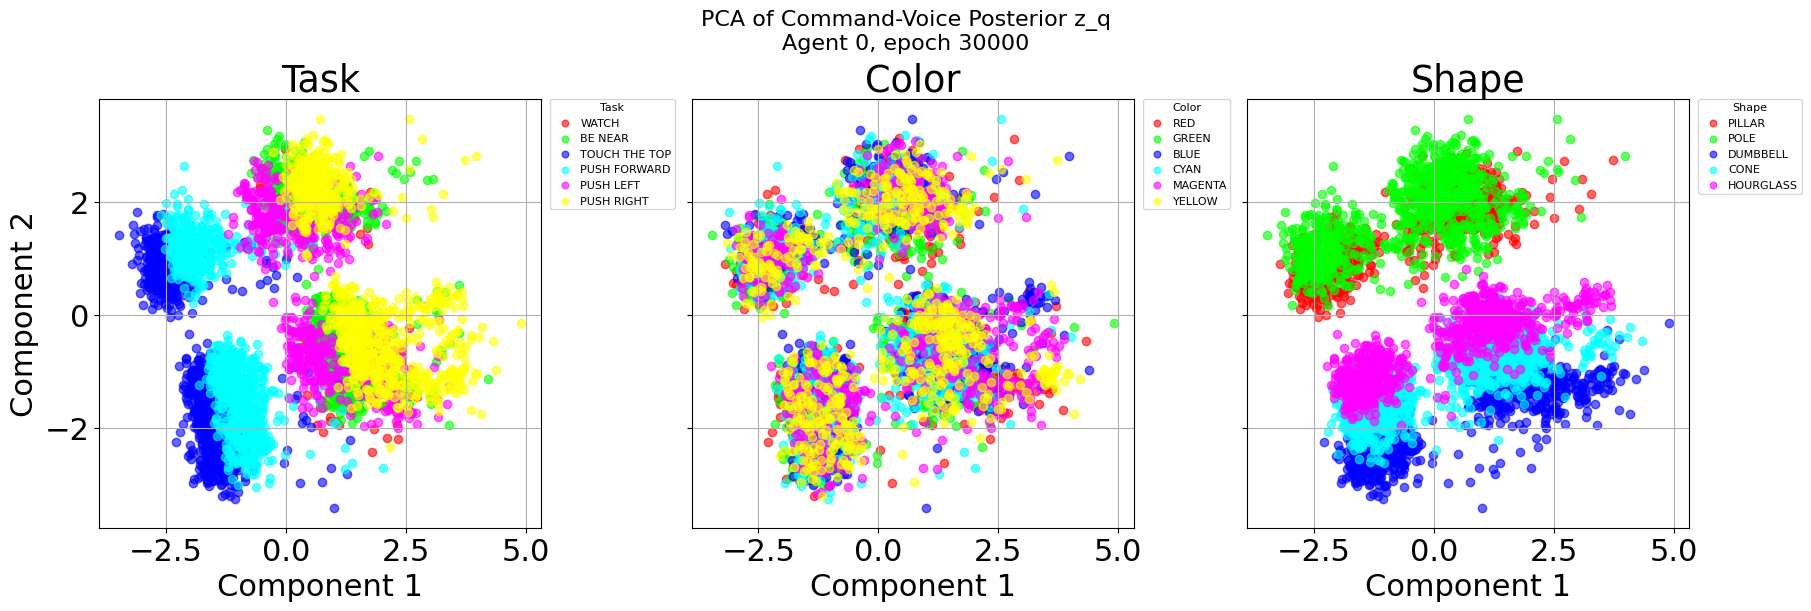 PCA of Command-Voice Posterior z_q
Agent 0, epoch 30000
Task
Color
Shape
Task
WATCH
BE NEAR
TOUCH THE TOP
PUSH FORWARD
PUSH LEFT
PUSH RIGHT
Color
RED
GREEN
BLUE
CYAN
MAGENTA
YELLOW
Shape
PILLAR
POLE
DUMBBELL
CONE
HOURGLASS
Component 2
2
0
−2
−2.5 0.0 2.5 5.0
−2.5 0.0 2.5 5.0
−2.5 0.0 2.5 5.0
Component 1
Component 1
Component 1